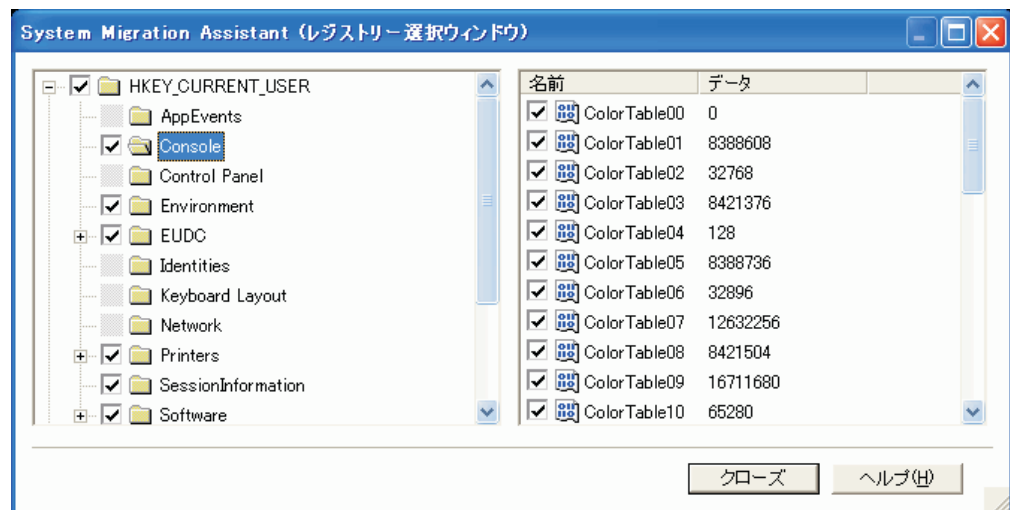 System Migration Assistant (レジストリー選択ウィンドウ)
HKEY_CURRENT_USER
AppEvents
Console
Control Panel
Environment
EUDC
Identities
Keyboard Layout
Network
Printers
SessionInformation
Software
名前 データ
ColorTable00 0
ColorTable01 8388608
ColorTable02 32768
ColorTable03 8421376
ColorTable04 128
ColorTable05 8388736
ColorTable06 32896
ColorTable07 12632256
ColorTable08 8421504
ColorTable09 16711680
ColorTable10 65280
クローズ ヘルプ(H)